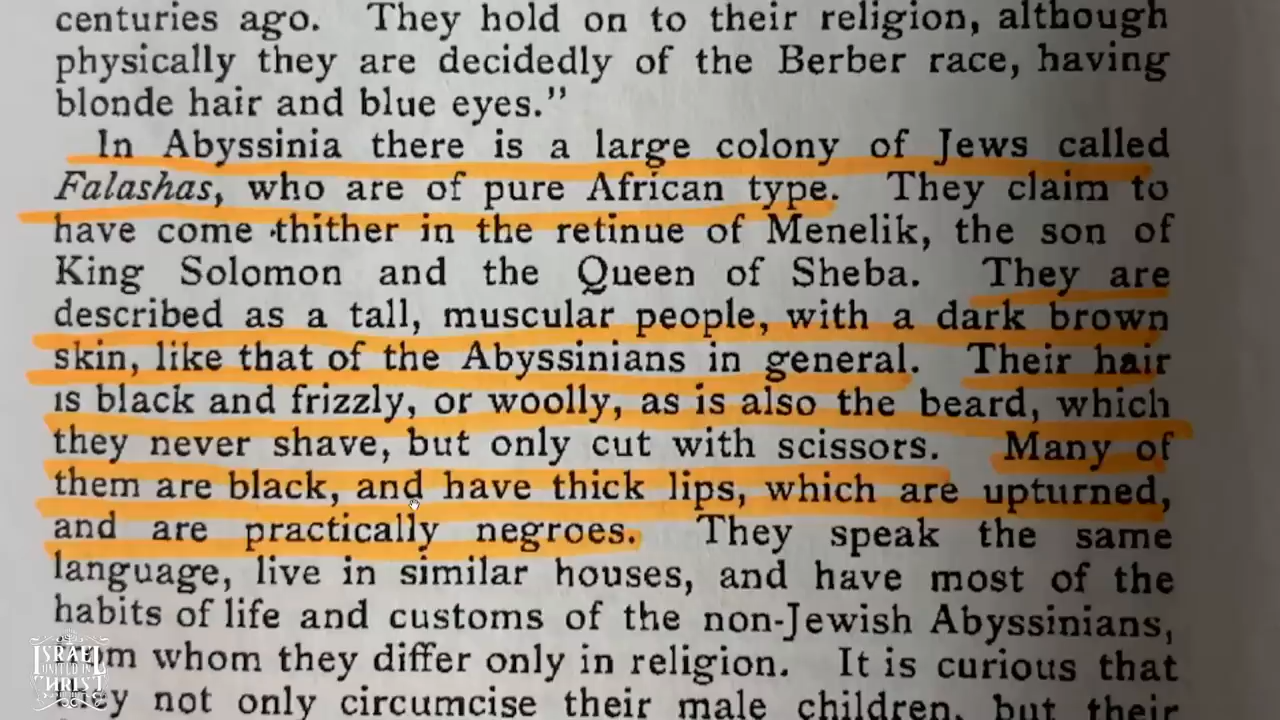 centuries ago. They hold on to their religion, although
physically they are decidedly of the Berber race, having
blonde hair and blue eyes."
In Abyssinia there is a large colony of Jews called
Falashas, who are of pure African type. They claim to
have come thither in the retinue of Menelik, the son of
King Solomon and the Queen of Sheba. They are
described as a tall, muscular people, with a dark brown
skin, like that of the Abyssinians in general. Their hair
is black and frizzly, or woolly, as is also the beard, which
they never shave, but only cut with scissors. Many of
them are black, and have thick lips, which are upturned,
and are practically negroes. They speak the same
language, live in similar houses, and have most of the
habits of life and customs of the non-Jewish Abyssinians,
whom they differ only in religion. It is curious that
not only circumcise their male children, but their
ISRAEL
UNITED IN
CHRIST